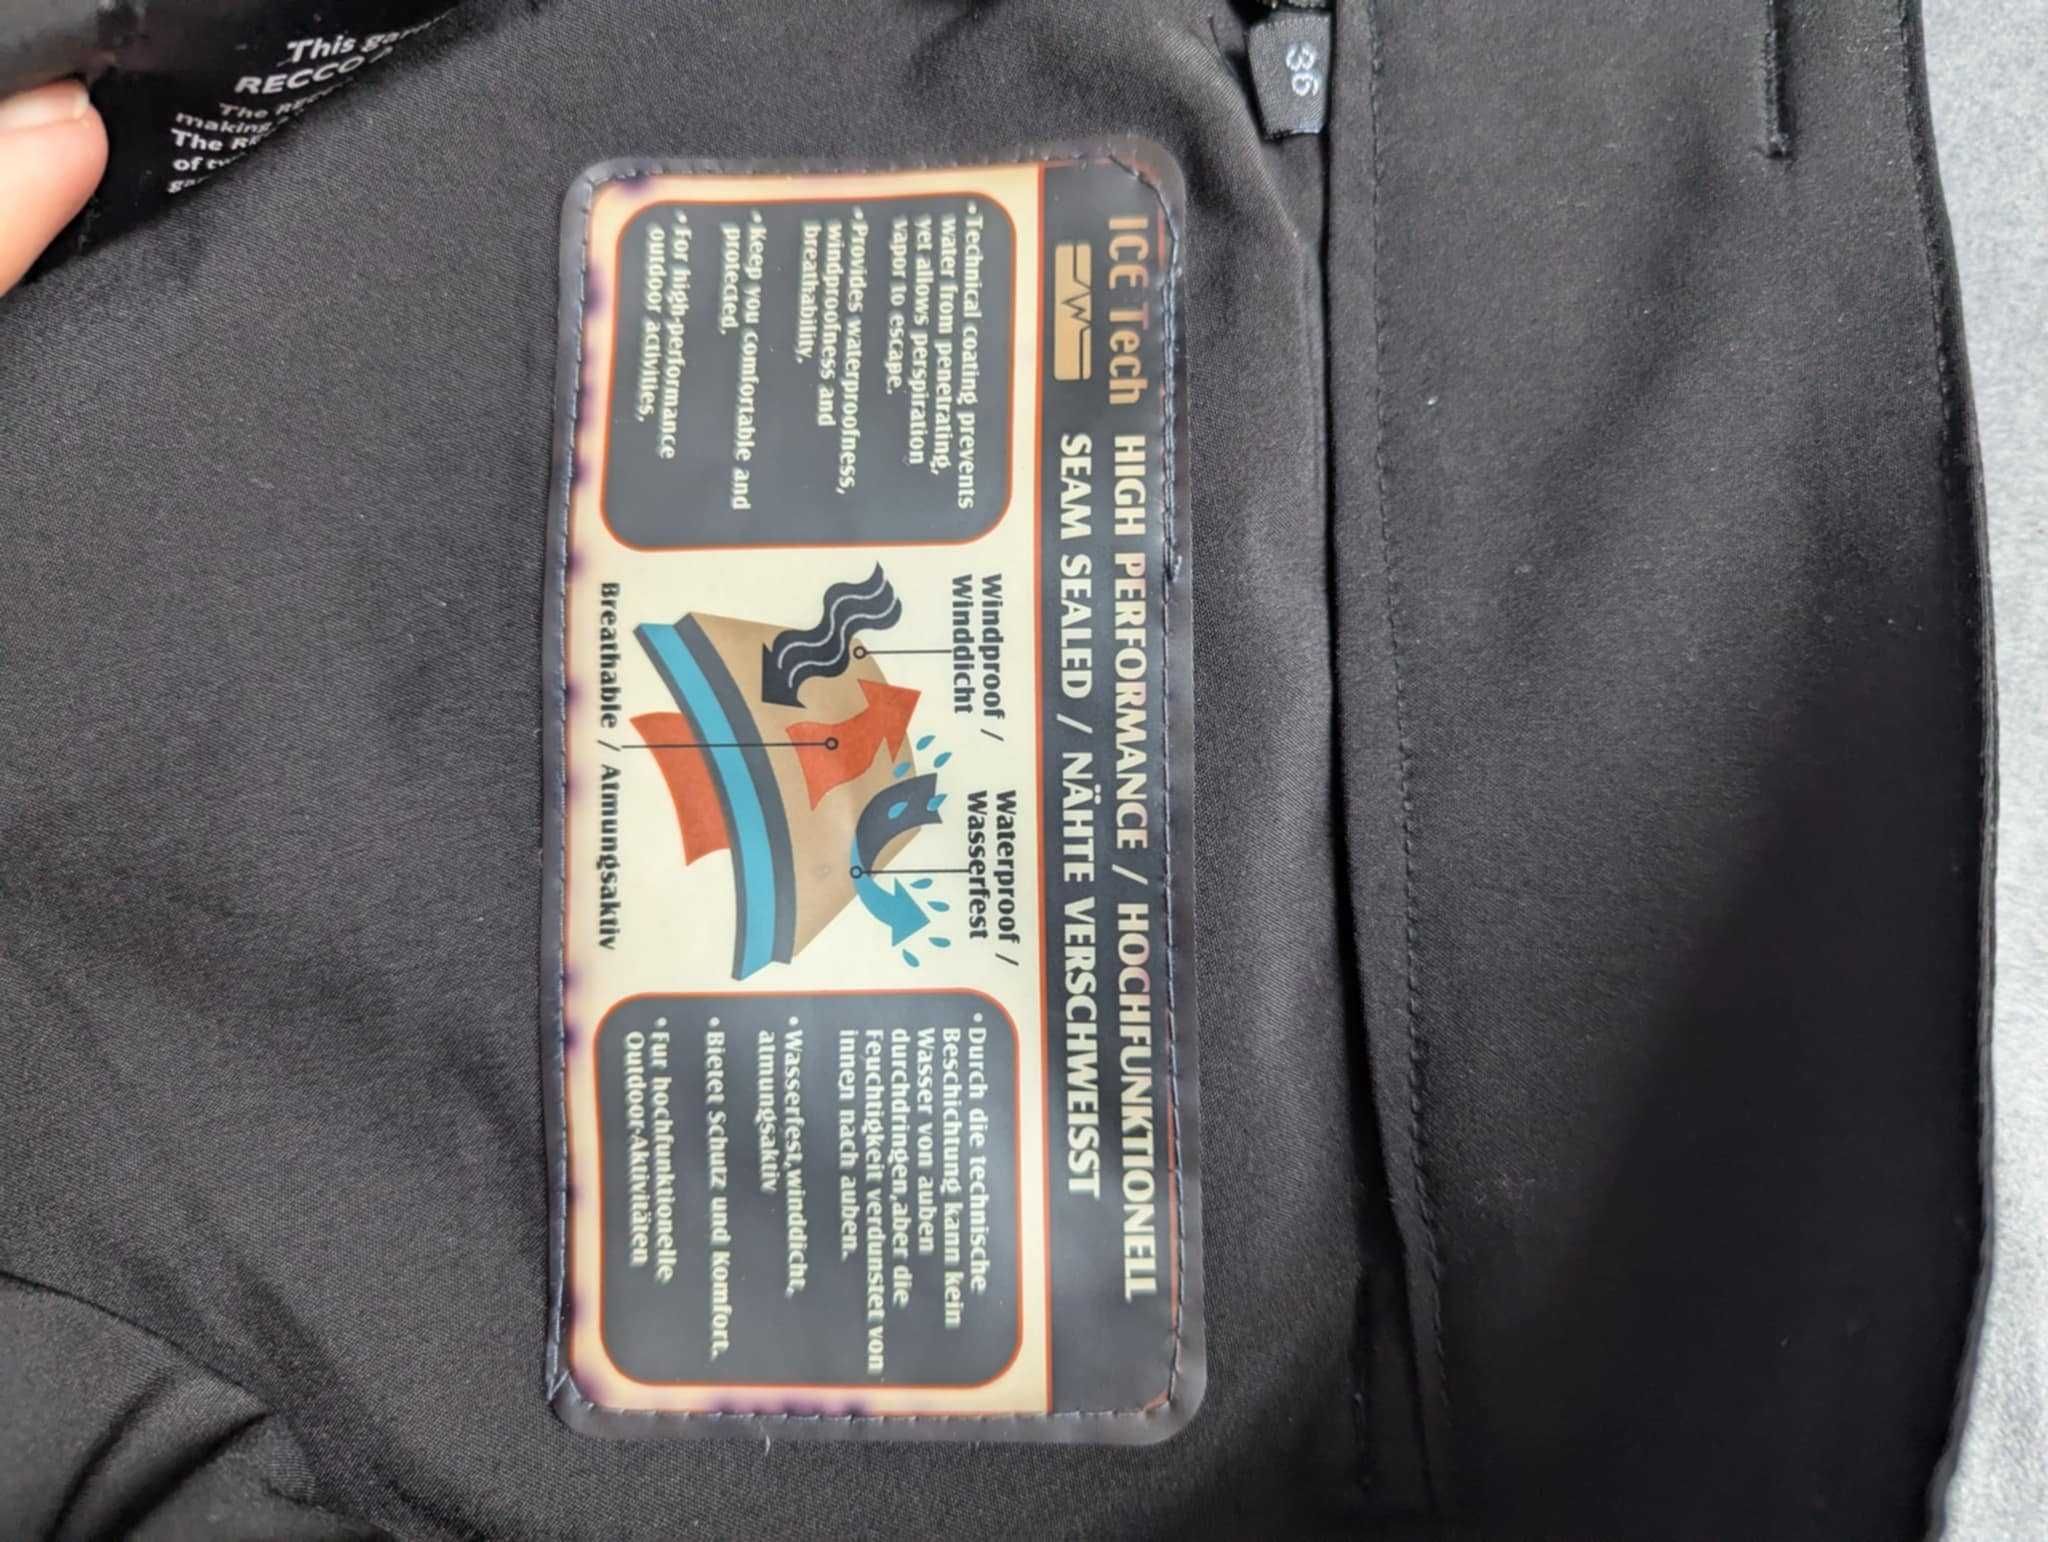 This
RECCO
The
making
The
of
36
ICE Tech
HIGH PERFORMANCE / HOCHFUNKTIONELL
SEAM SEALED / NÄHTE VERSCHWEISST
•Technical coating prevents
water from penetrating,
yet allows perspiration
vapor to escape.
•Provides waterproofness,
windproofness and
breathability,
•Keep you comfortable and
protected,
•For high-performance
outdoor activities,
Windproof /
Winddicht
Waterproof /
Wasserfest
Breathable / Atmungsaktiv
•Durch die technische
Beschichtung kann kein
Wasser von auben
durchdringen,aber die
Feuchtigkeit verdunstet von
innen nach auben.
•Wasserfest,winddicht,
atmungsaktiv
•Bietet Schutz und Komfort.
•Fur hochfunktionelle
Outdoor-Aktivitäten